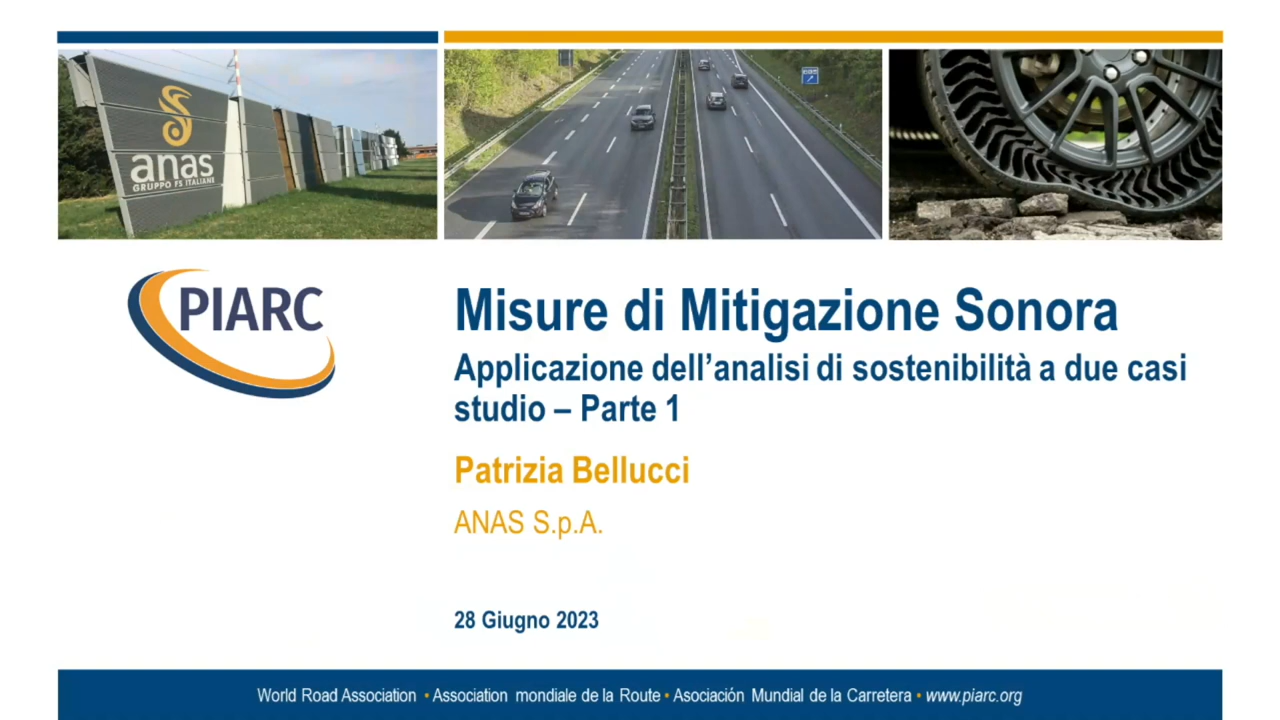 anas
GRUPPO FS ITALIANE
PIARC
Misure di Mitigazione Sonora
Applicazione dell’analisi di sostenibilità a due casi
studio – Parte 1
Patrizia Bellucci
ANAS S.p.A.
28 Giugno 2023
World Road Association • Association mondiale de la Route • Asociación Mundial de la Carretera • www.piarc.org